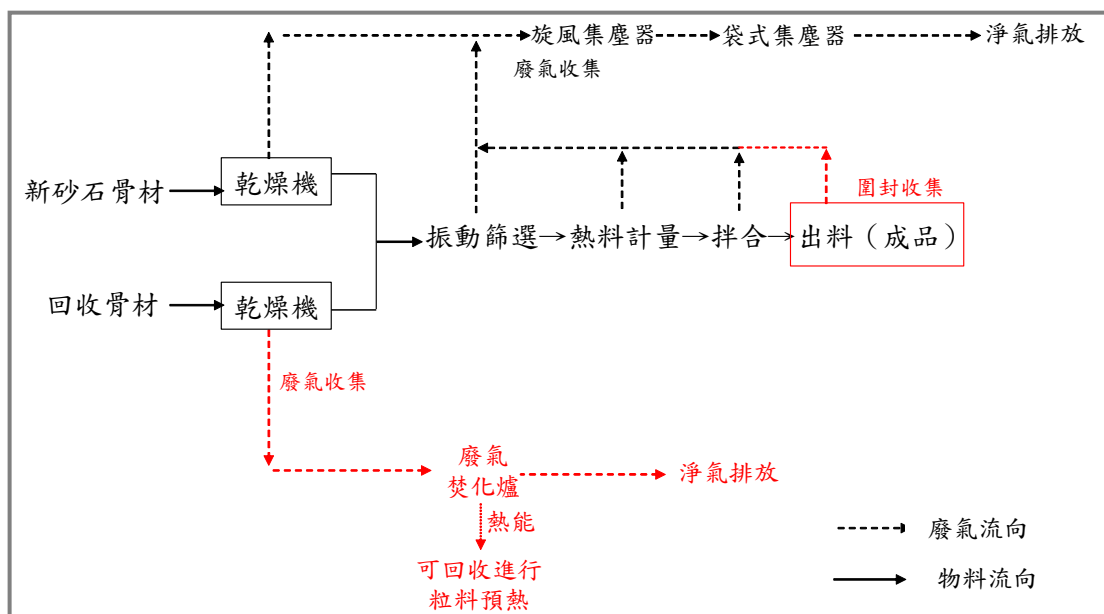 旋風集塵器
袋式集塵器
淨氣排放
廢氣收集
新砂石骨材
乾燥機
圍封收集
振動篩選→熱料計量→拌合→出料（成品）
回收骨材
乾燥機
廢氣收集
廢氣
焚化爐
淨氣排放
熱能
可回收進行
粒料預熱
廢氣流向
物料流向